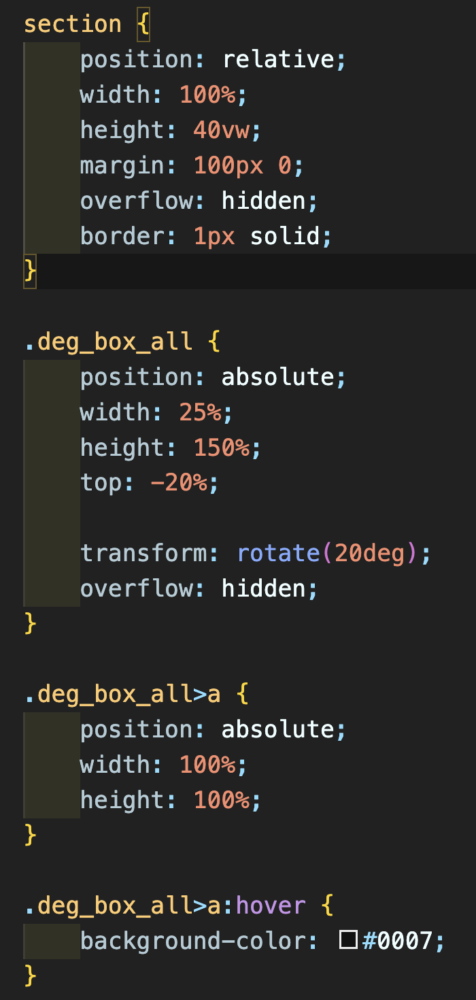 section {
position: relative;
width: 100%;
height: 40vw;
margin: 100px 0;
overflow: hidden;
border: 1px solid;
}
.deg_box_all {
position: absolute;
width: 25%;
height: 150%;
top: -20%;
transform: rotate(20deg);
overflow: hidden;
}
.deg_box_all>a {
position: absolute;
width: 100%;
height: 100%;
}
.deg_box_all>a:hover {
background-color: #0007;
}